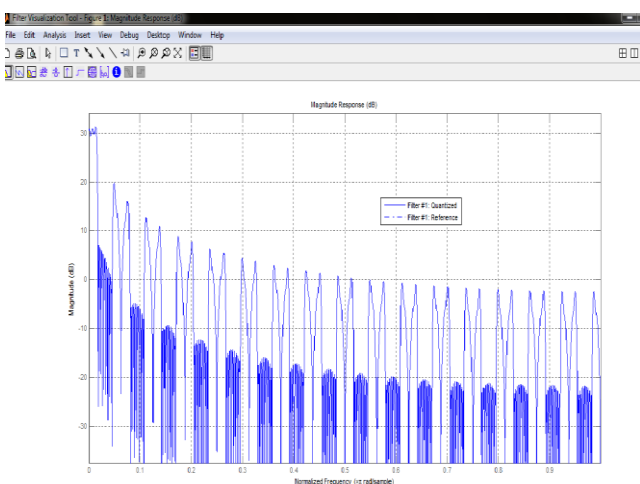 Filter Visualization Tool - Figure 1: Magnitude Response (dB)
File Edit Analysis Insert View Debug Desktop Window Help
Magnitude Response (dB)
30
20
10
0
-10
-20
-30
Magnitude (dB)
Filter #1: Quantized
Filter #1: Reference
0 0.1 0.2 0.3 0.4 0.5 0.6 0.7 0.8 0.9
Normalized Frequency (×π rad/sample)